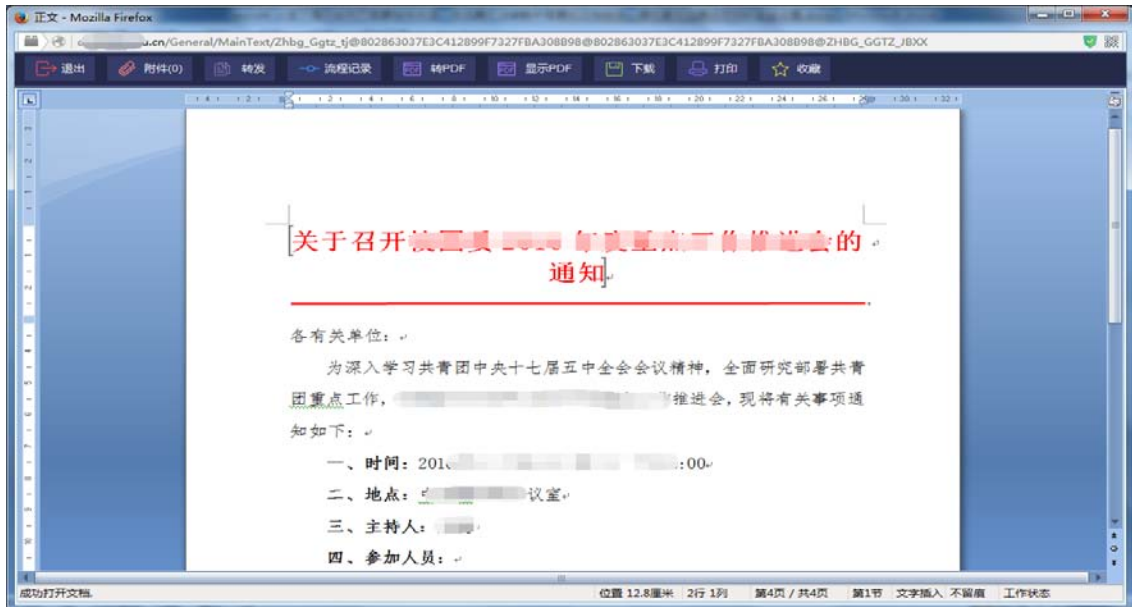 正文 - Mozilla Firefox
u.cn/General/MainText/Zhbg_Ggtz_tj@802863037E3C412899F7327FBA308B98@802863037E3C412899F7327FBA308B98@ZHBG_GGTZ_JBXX
退出 附件(0) 转发 流程记录 转PDF 显示PDF 下载 打印 收藏
关于召开 的
通知
各有关单位：
为深入学习共青团中央十七届五中全会会议精神，全面研究部署共青
团重点工作， 推进会，现将有关事项通
知如下：
一、时间：201 :00
二、地点： 议室
三、主持人：
四、参加人员：
成功打开文档. 位置 12.8厘米 2行 1列 第4页 / 共4页 第1节 文字插入 不留痕 工作状态